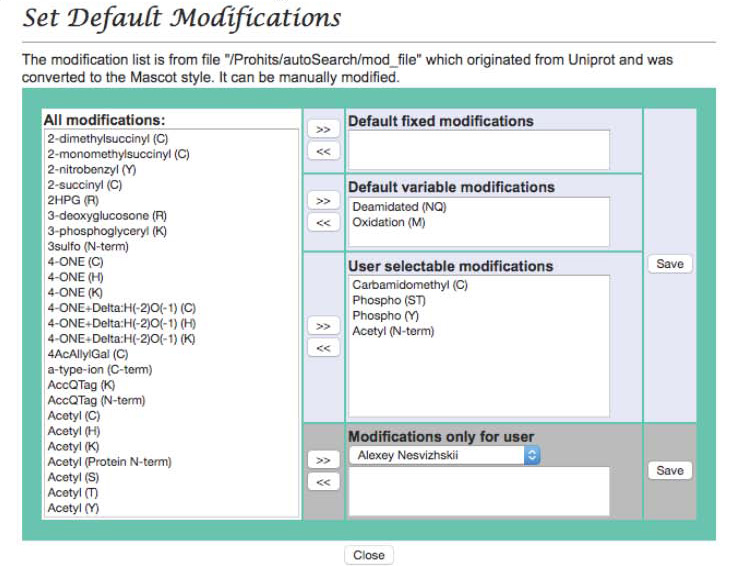 Set Default Modifications
The modification list is from file "/Prohits/autoSearch/mod_file" which originated from Uniprot and was
converted to the Mascot style. It can be manually modified.
All modifications:
2-dimethylsuccinyl (C)
2-monomethylsuccinyl (C)
2-nitrobenzyl (Y)
2-succinyl (C)
2HPG (R)
3-deoxyglucosone (R)
3-phosphoglyceryl (K)
3sulfo (N-term)
4-ONE (C)
4-ONE (H)
4-ONE (K)
4-ONE+Delta:H(-2)O(-1) (C)
4-ONE+Delta:H(-2)O(-1) (H)
4-ONE+Delta:H(-2)O(-1) (K)
4AcAllylGal (C)
a-type-ion (C-term)
AccQTag (K)
AccQTag (N-term)
Acetyl (C)
Acetyl (H)
Acetyl (K)
Acetyl (Protein N-term)
Acetyl (S)
Acetyl (T)
Acetyl (Y)
>>
<<
Default fixed modifications
>>
<<
Default variable modifications
Deamidated (NQ)
Oxidation (M)
>>
<<
User selectable modifications
Carbamidomethyl (C)
Phospho (ST)
Phospho (Y)
Acetyl (N-term)
Save
>>
<<
Modifications only for user
Alexey Nesvizhskii
Save
Close